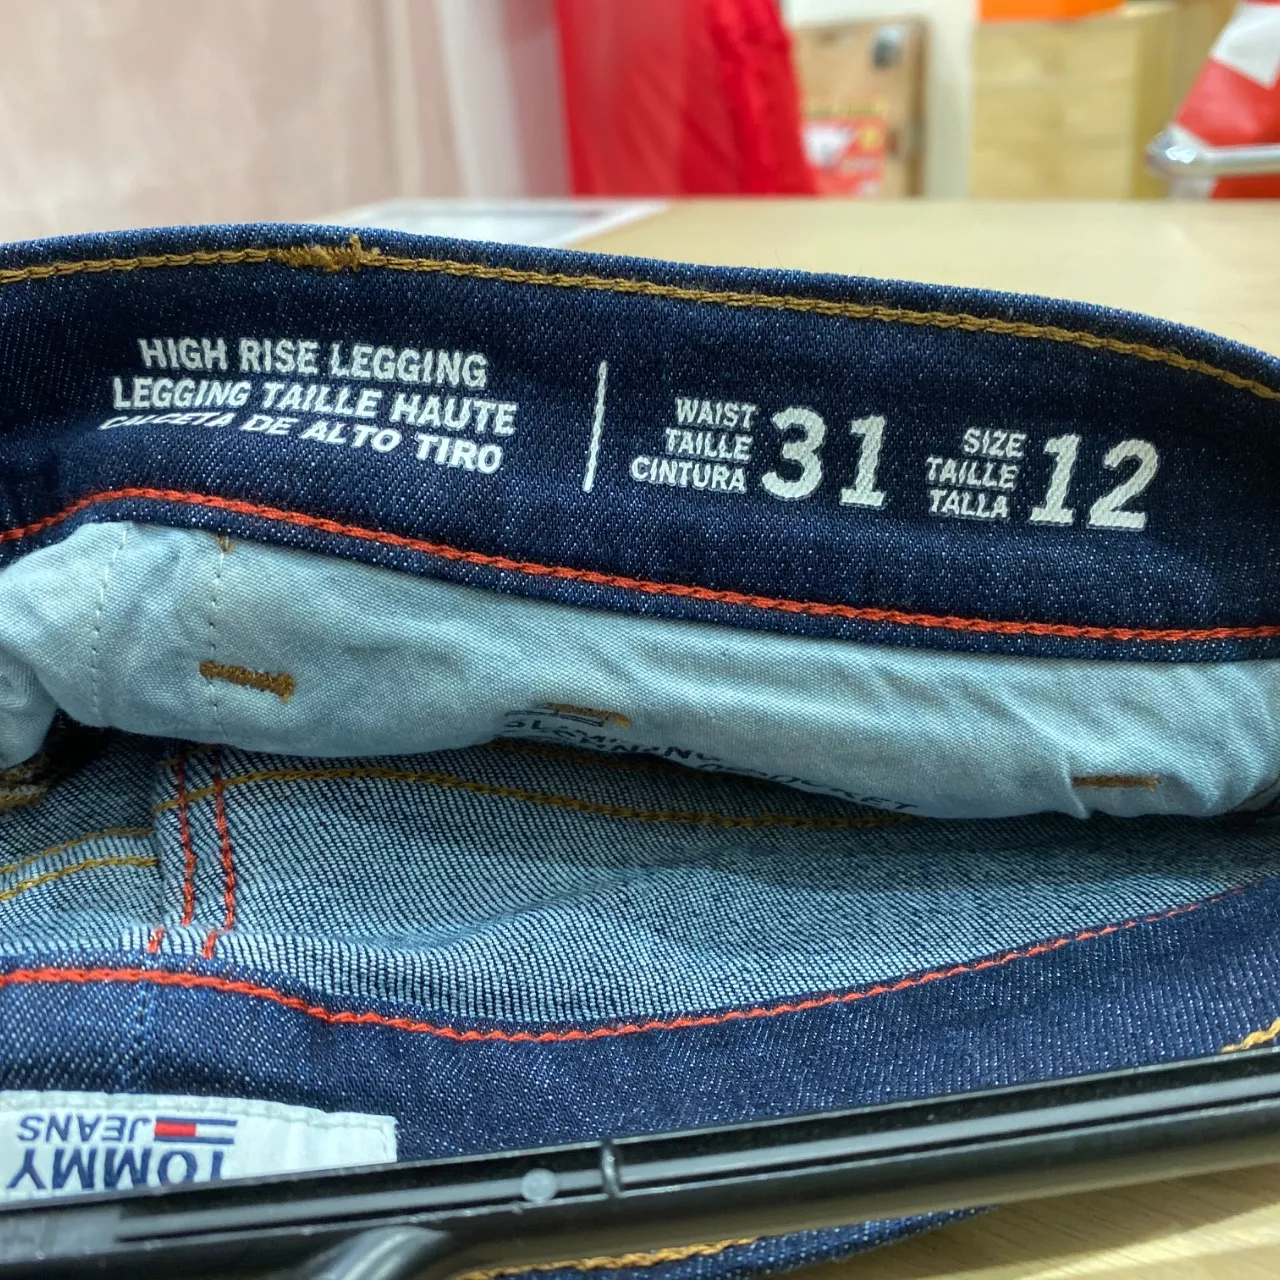 HIGH RISE LEGGING
LEGGING TAILLE HAUTE
DE ALTO TIRO
WAIST
TAILLE
CINTURA
31
SIZE
TAILLE
TALLA
12
TOMMY
JEANS